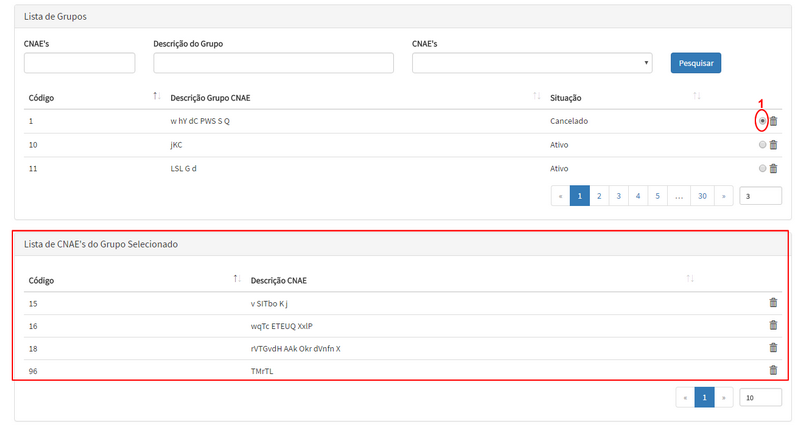 Lista de Grupos
CNAE's Descrição do Grupo CNAE's
Pesquisar
1
Código Descrição Grupo CNAE Situação
1 w hY dC PWS S Q Cancelado
10 jKC Ativo
11 LSL G d Ativo
« 1 2 3 4 5 ... 30 » 3
Lista de CNAE's do Grupo Selecionado
Código Descrição CNAE
15 v SITbo K j
16 wqTc ETEUQ XxlP
18 rVTGvdH AAk Okr dVnfn X
96 TMrTL
« 1 » 10